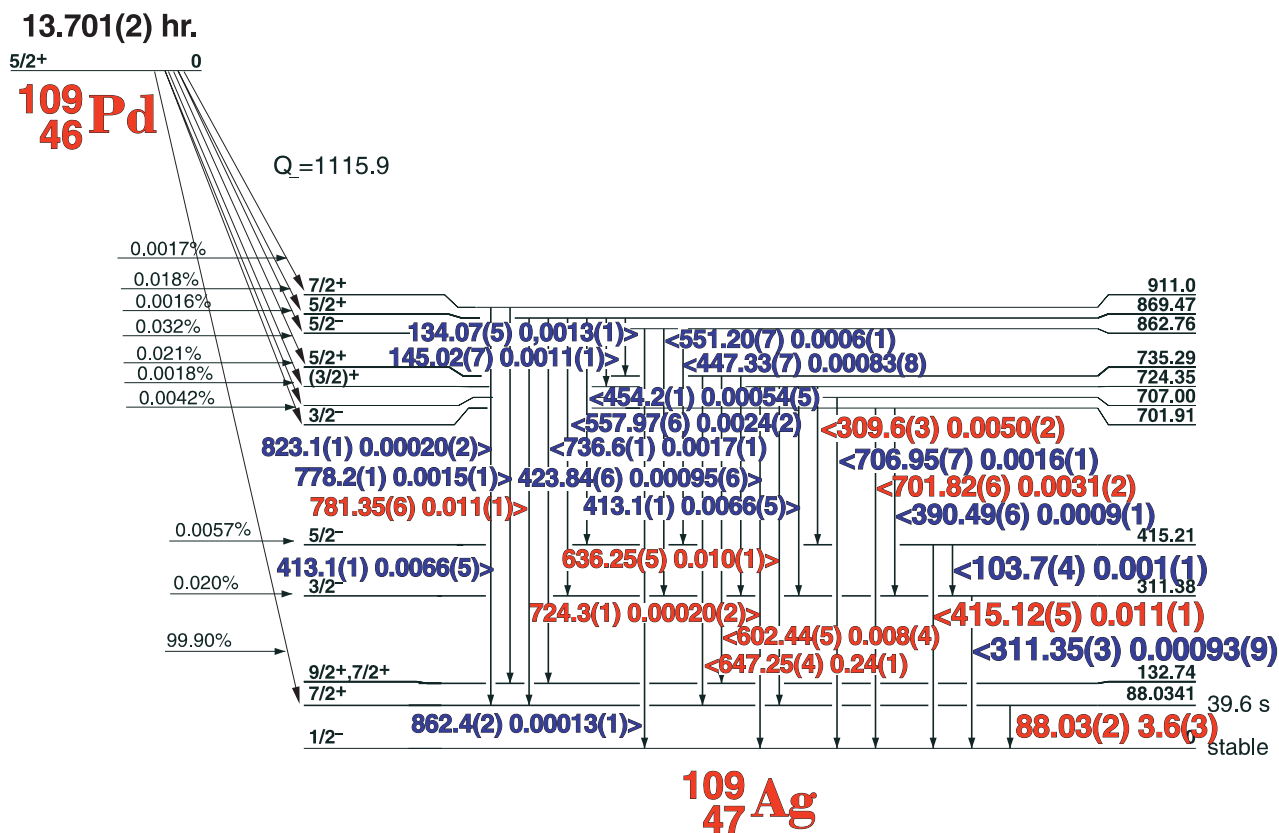 13.701(2) hr.
5/2+ 0
109
46 Pd
Q_=1115.9
0.0017%
0.018%
0.0016%
0.032%
0.021%
0.0018%
0.0042%
7/2+ 911.0
5/2+ 869.47
5/2− 862.76
134.07(5) 0,0013(1)> <551.20(7) 0.0006(1)
145.02(7) 0.0011(1)> <447.33(7) 0.00083(8)
5/2+ 735.29
(3/2)+ 724.35
<454.2(1) 0.00054(5) 707.00
3/2− <557.97(6) 0.0024(2) 701.91
<309.6(3) 0.0050(2)
823.1(1) 0.00020(2)> <736.6(1) 0.0017(1)
<706.95(7) 0.0016(1)
778.2(1) 0.0015(1)> 423.84(6) 0.00095(6)>
<701.82(6) 0.0031(2)
781.35(6) 0.011(1)> 413.1(1) 0.0066(5)>
<390.49(6) 0.0009(1)
0.0057% 5/2− 415.21
636.25(5) 0.010(1)>
413.1(1) 0.0066(5)> <103.7(4) 0.001(1)
0.020% 3/2− 311.38
724.3(1) 0.00020(2)> <415.12(5) 0.011(1)
<602.44(5) 0.008(4)
99.90% <311.35(3) 0.00093(9)
<647.25(4) 0.24(1)
9/2+,7/2+ 132.74
7/2+ 88.0341 39.6 s
862.4(2) 0.00013(1)> 88.03(2) 3.6(3)
1/2− 0 stable
109
47 Ag